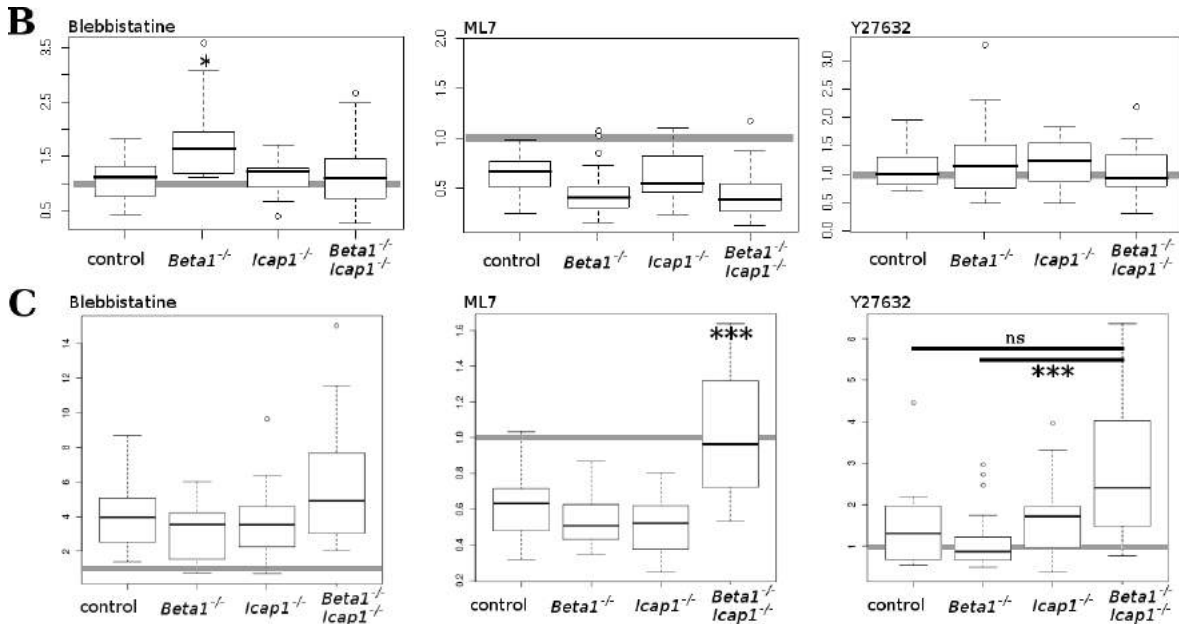 B
Blebbistatine
3.5
2.5
1.5
0.5
control
Beta1-/-
Icap1-/-
Beta1-/-
Icap1-/-
*
ML7
2.0
1.5
1.0
0.5
control
Beta1-/-
Icap1-/-
Beta1-/-
Icap1-/-
Y27632
3.0
2.5
2.0
1.5
1.0
0.5
0.0
control
Beta1-/-
Icap1-/-
Beta1-/-
Icap1-/-
C
Blebbistatine
14
12
10
8
6
4
2
control
Beta1-/-
Icap1-/-
Beta1-/-
Icap1-/-
ML7
1.6
1.4
1.2
1.0
0.8
0.6
0.4
0.2
***
control
Beta1-/-
Icap1-/-
Beta1-/-
Icap1-/-
Y27632
6
5
4
3
2
1
ns
***
control
Beta1-/-
Icap1-/-
Beta1-/-
Icap1-/-